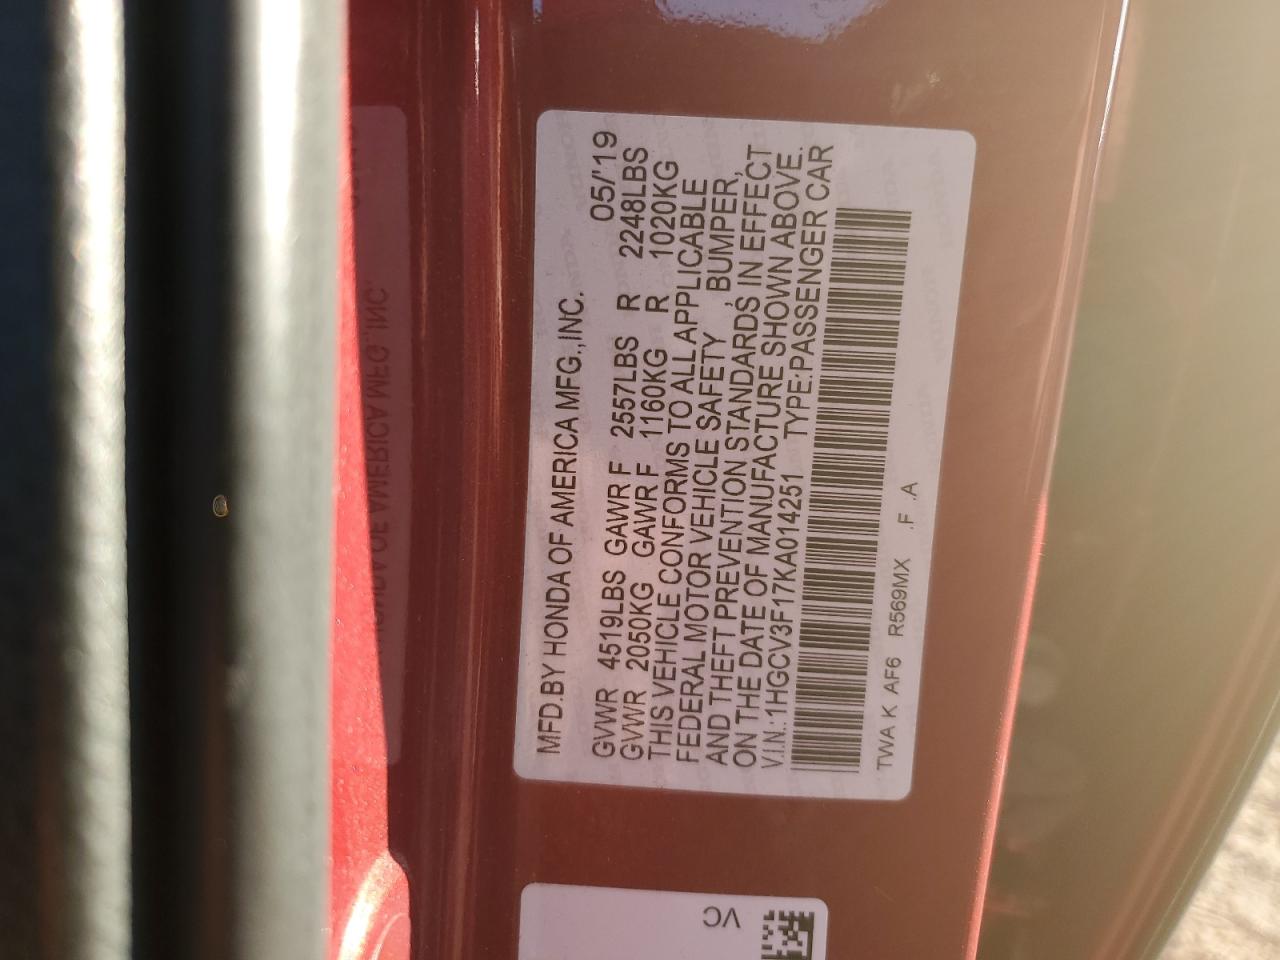 MFD.BY HONDA OF AMERICA MFG.,INC.
05/'19
GVWR 4519LBS GAWR F 2557LBS R 2248LBS
GVWR 2050KG GAWR F 1160KG R 1020KG
THIS VEHICLE CONFORMS TO ALL APPLICABLE
FEDERAL MOTOR VEHICLE SAFETY , BUMPER,
AND THEFT PREVENTION STANDARDS IN EFFECT
ON THE DATE OF MANUFACTURE SHOWN ABOVE.
V.I.N.:1HGCV3F17KA014251 TYPE:PASSENGER CAR
TWA K AF6 R569MX .F .A
VC